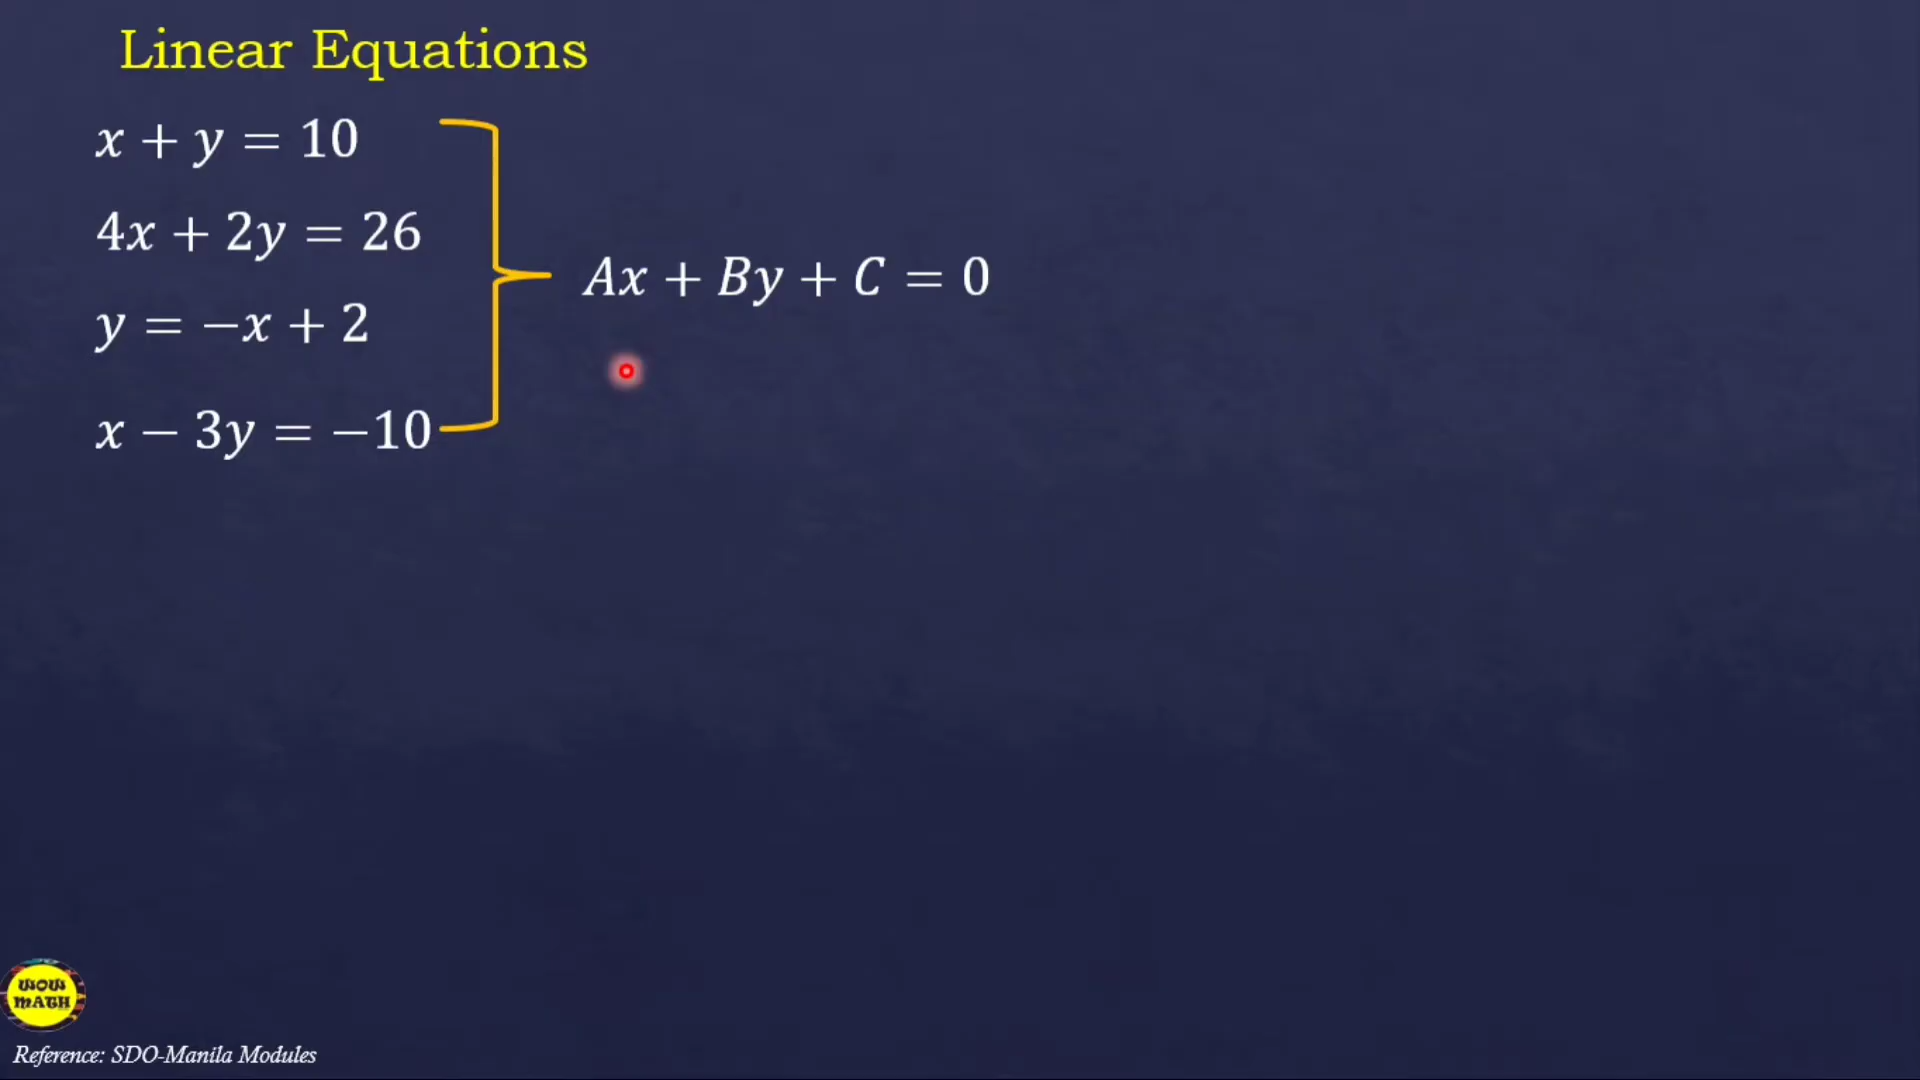 Linear Equations
x + y = 10
4x + 2y = 26
y = −x + 2
x − 3y = −10
Ax + By + C = 0
WOW
MATH
Reference: SDO-Manila Modules